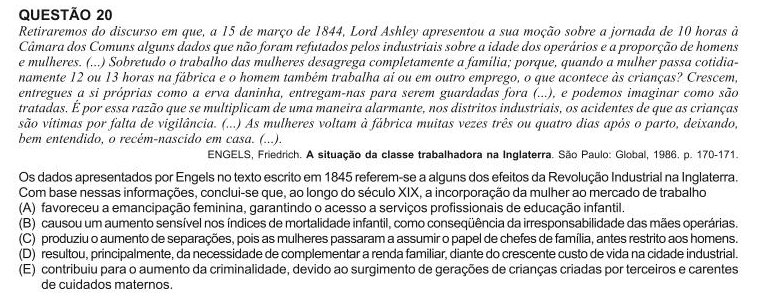 QUESTÃO 20
Retiraremos do discurso em que, a 15 de março de 1844, Lord Ashley apresentou a sua moção sobre a jornada de 10 horas à
Câmara dos Comuns alguns dados que não foram refutados pelos industriais sobre a idade dos operários e a proporção de homens
e mulheres. (...) Sobretudo o trabalho das mulheres desagrega completamente a família; porque, quando a mulher passa cotidia-
namente 12 ou 13 horas na fábrica e o homem também trabalha aí ou em outro emprego, o que acontece às crianças? Crescem,
entregues a si próprias como a erva daninha, entregam-nas para serem guardadas fora (...), e podemos imaginar como são
tratadas. É por essa razão que se multiplicam de uma maneira alarmante, nos distritos industriais, os acidentes de que as crianças
são vítimas por falta de vigilância. (...) As mulheres voltam à fábrica muitas vezes três ou quatro dias após o parto, deixando,
bem entendido, o recém-nascido em casa. (...).
ENGELS, Friedrich. A situação da classe trabalhadora na Inglaterra. São Paulo: Global, 1986. p. 170-171.
Os dados apresentados por Engels no texto escrito em 1845 referem-se a alguns dos efeitos da Revolução Industrial na Inglaterra.
Com base nessas informações, conclui-se que, ao longo do século XIX, a incorporação da mulher ao mercado de trabalho
(A) favoreceu a emancipação feminina, garantindo o acesso a serviços profissionais de educação infantil.
(B) causou um aumento sensível nos índices de mortalidade infantil, como conseqüência da irresponsabilidade das mães operárias.
(C) produziu o aumento de separações, pois as mulheres passaram a assumir o papel de chefes de família, antes restrito aos homens.
(D) resultou, principalmente, da necessidade de complementar a renda familiar, diante do crescente custo de vida na cidade industrial.
(E) contribuiu para o aumento da criminalidade, devido ao surgimento de gerações de crianças criadas por terceiros e carentes
de cuidados maternos.